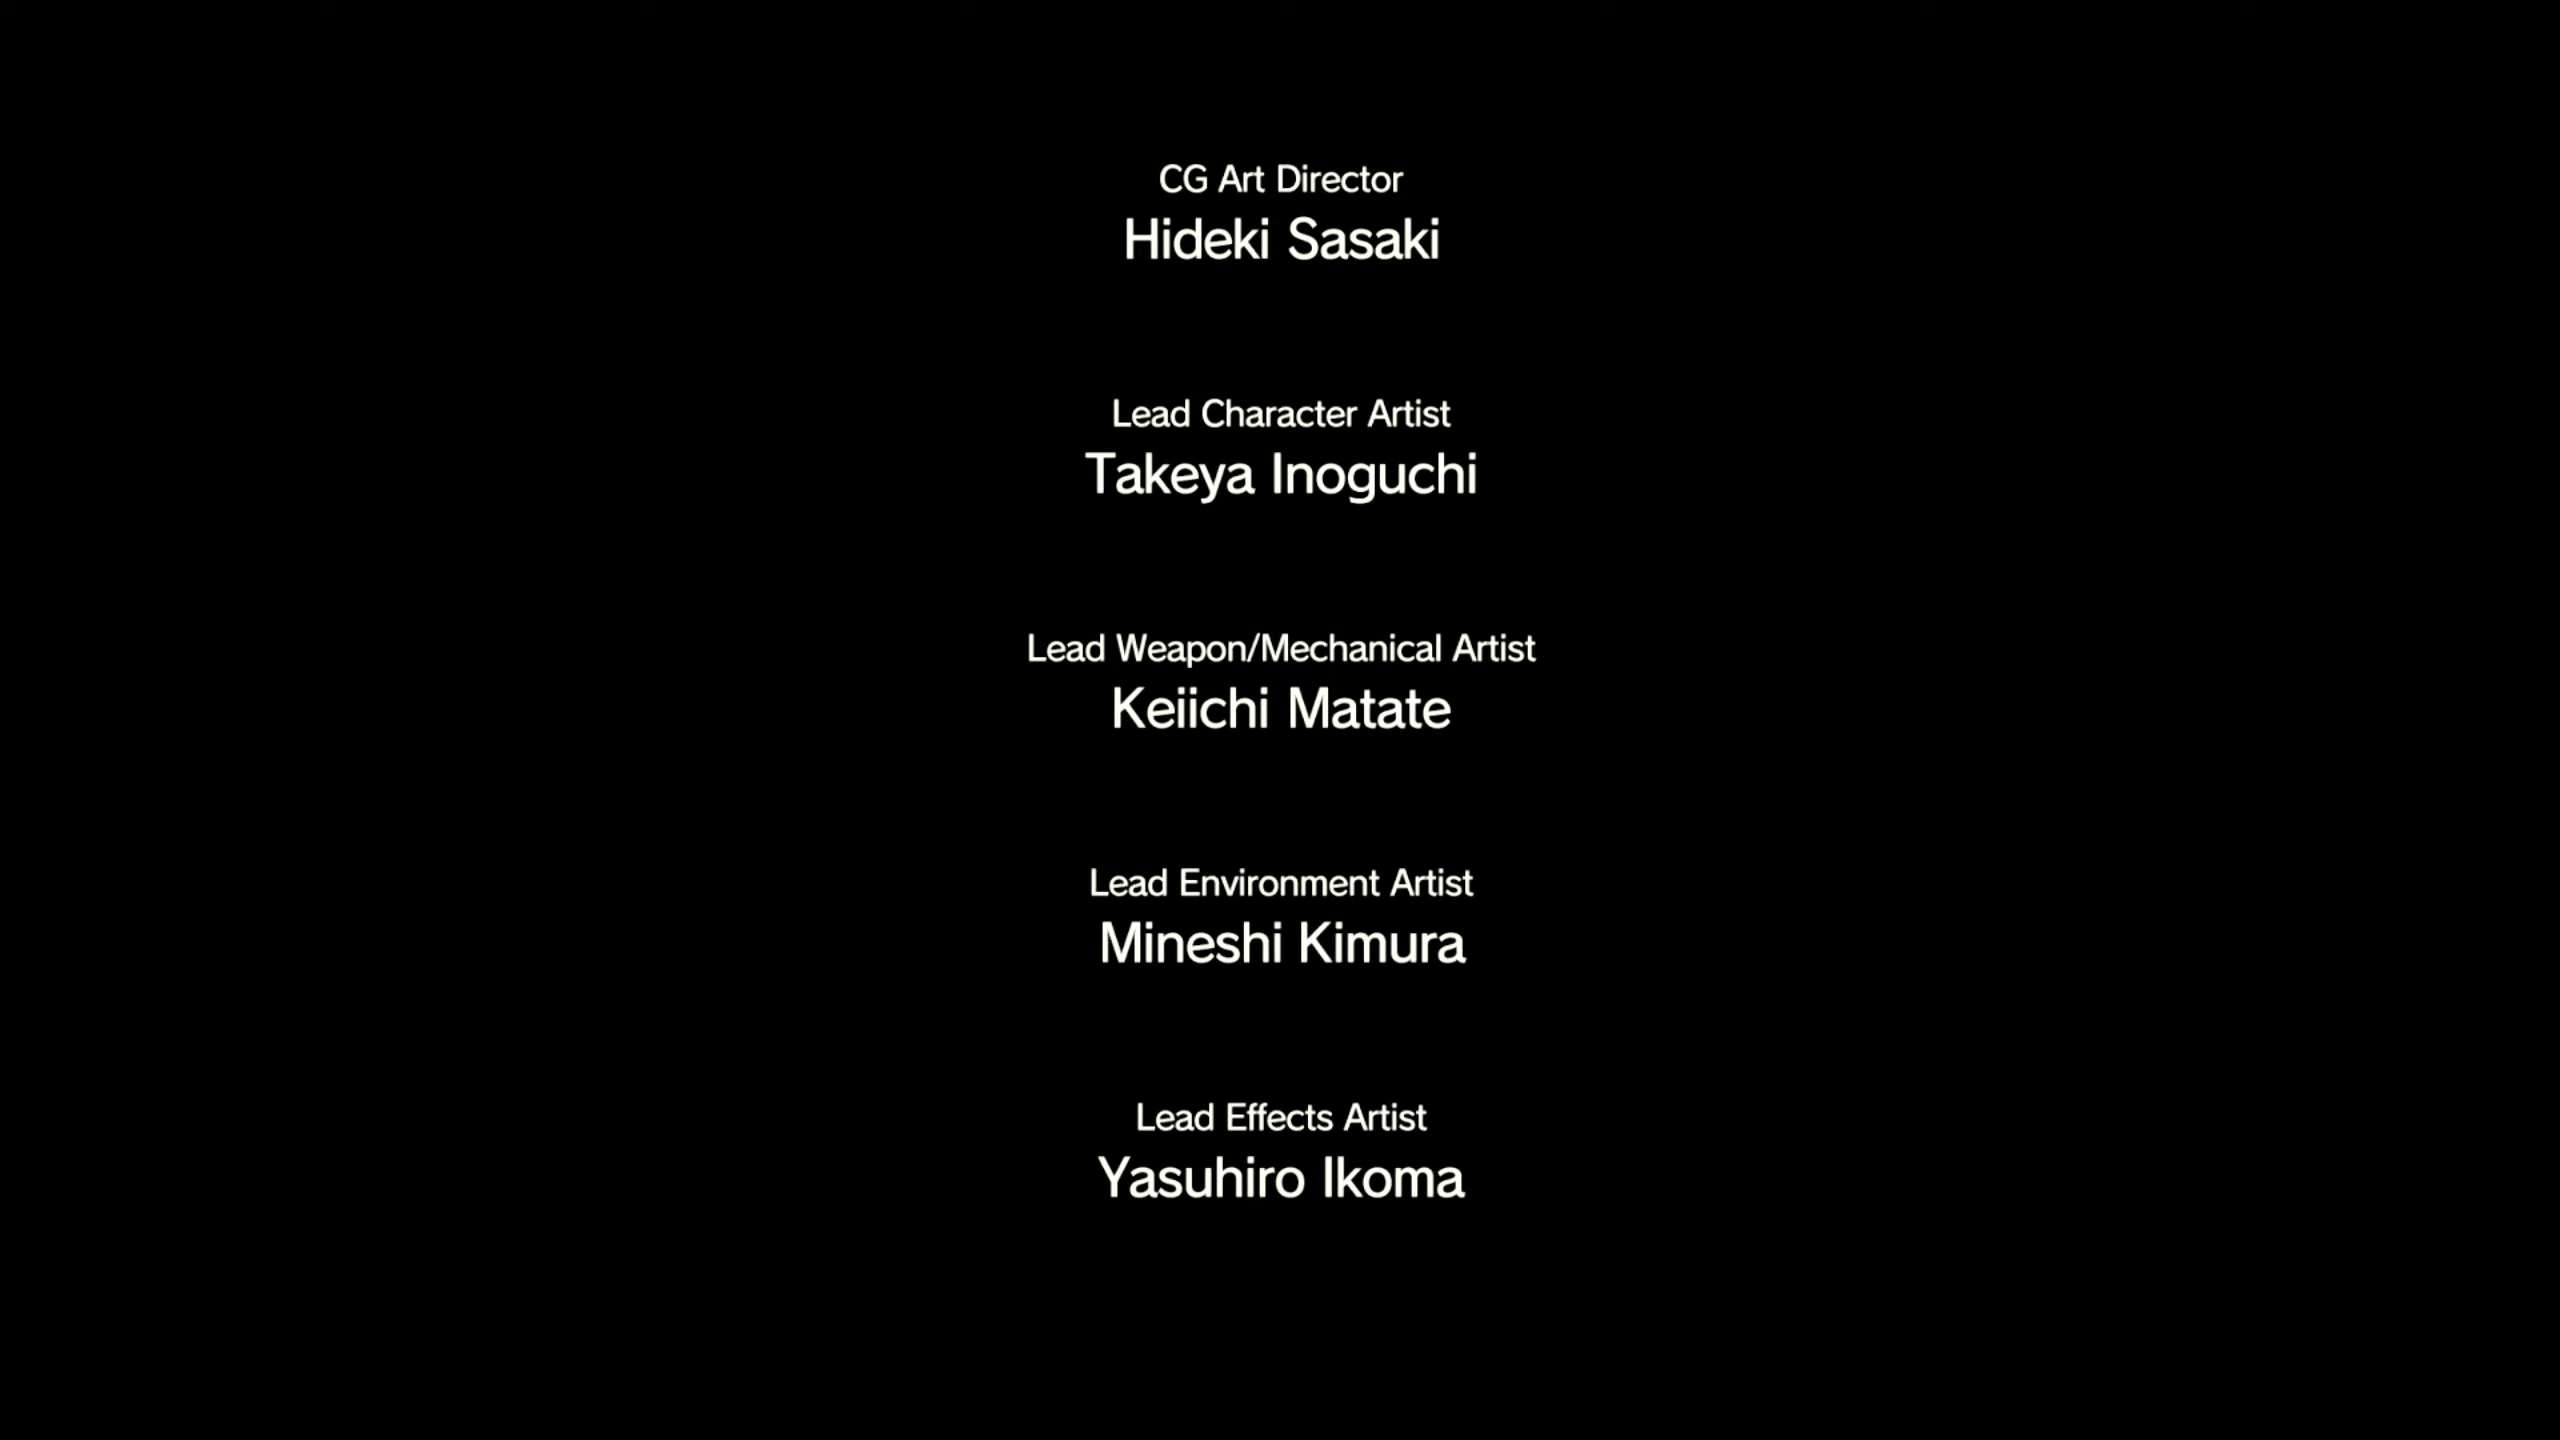 CG Art Director
Hideki Sasaki
Lead Character Artist
Takeya Inoguchi
Lead Weapon/Mechanical Artist
Keiichi Matate
Lead Environment Artist
Mineshi Kimura
Lead Effects Artist
Yasuhiro Ikoma